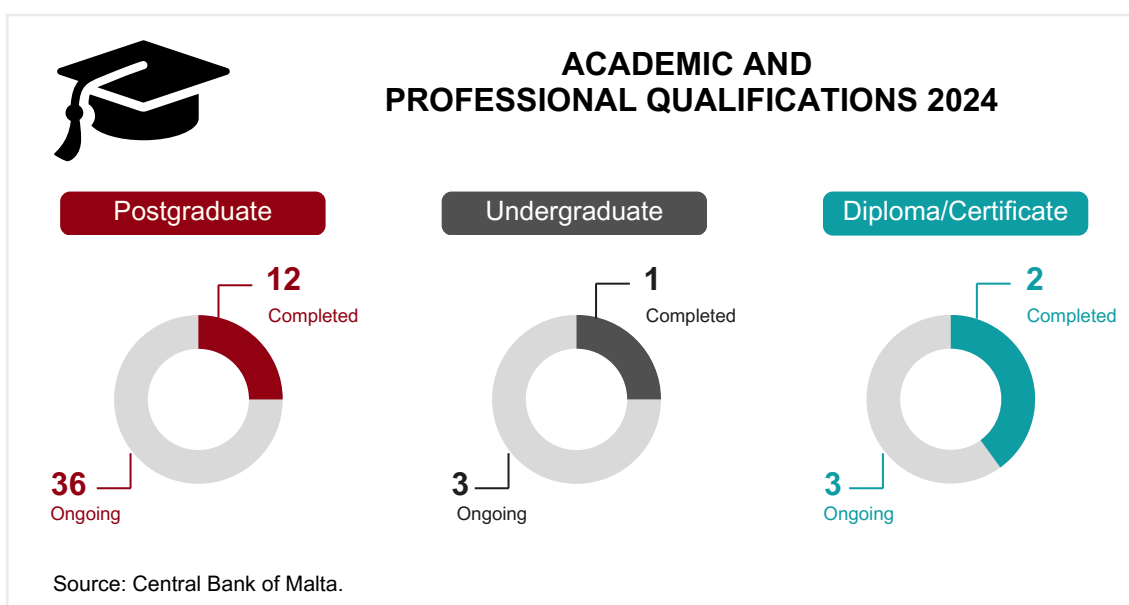 ACADEMIC AND
PROFESSIONAL QUALIFICATIONS 2024
Postgraduate
12
Completed
36
Ongoing
Undergraduate
1
Completed
3
Ongoing
Diploma/Certificate
2
Completed
3
Ongoing
Source: Central Bank of Malta.